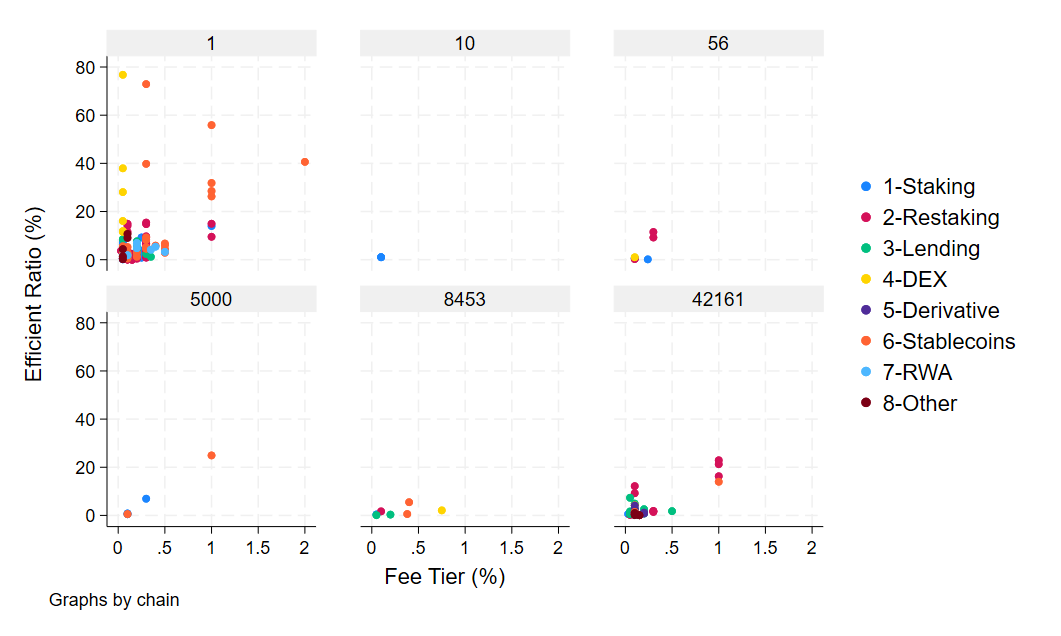 1
10
56
80
60
40
20
0
5000
8453
42161
80
60
40
20
0
0 .5 1 1.5 2
0 .5 1 1.5 2
0 .5 1 1.5 2
Efficient Ratio (%)
Fee Tier (%)
Graphs by chain
1-Staking
2-Restaking
3-Lending
4-DEX
5-Derivative
6-Stablecoins
7-RWA
8-Other